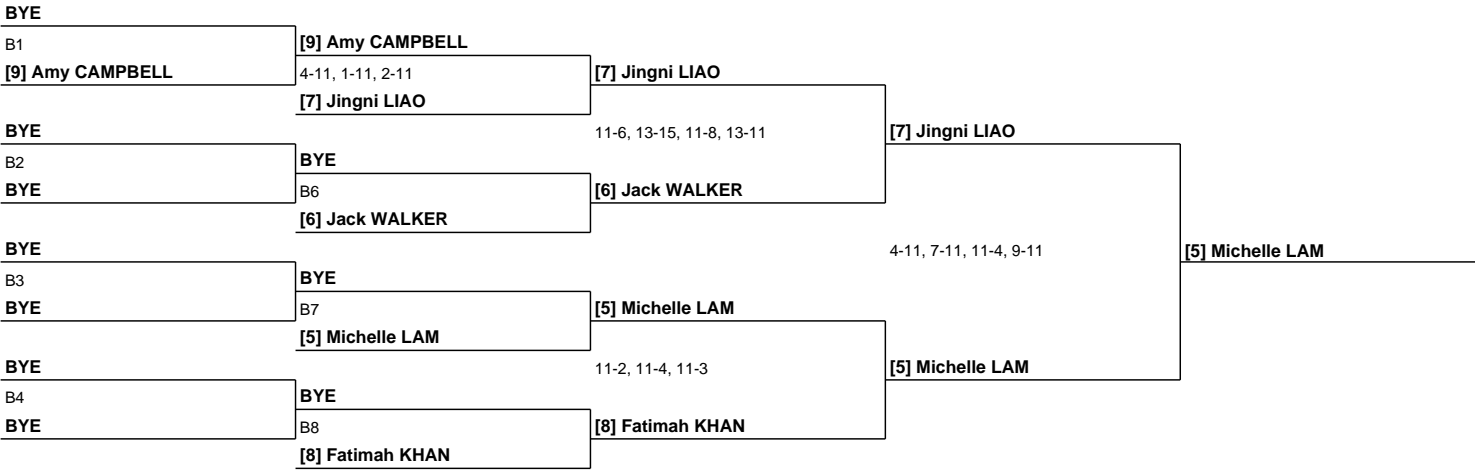 BYE
B1
[9] Amy CAMPBELL
[9] Amy CAMPBELL
4-11, 1-11, 2-11
[7] Jingni LIAO
[7] Jingni LIAO
BYE
11-6, 13-15, 11-8, 13-11
[7] Jingni LIAO
B2
BYE
BYE
B6
[6] Jack WALKER
[6] Jack WALKER
BYE
4-11, 7-11, 11-4, 9-11
[5] Michelle LAM
B3
BYE
BYE
B7
[5] Michelle LAM
[5] Michelle LAM
BYE
11-2, 11-4, 11-3
[5] Michelle LAM
B4
BYE
BYE
B8
[8] Fatimah KHAN
[8] Fatimah KHAN